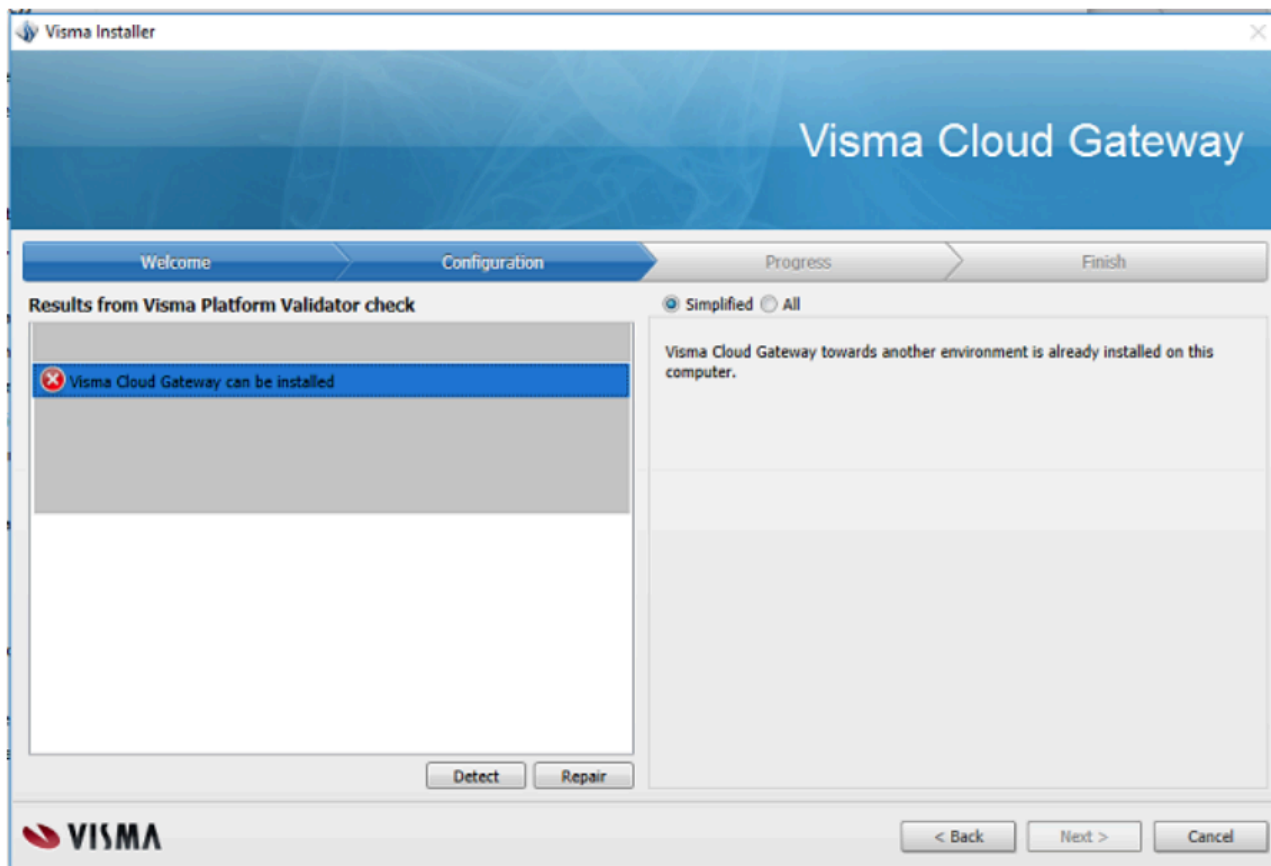 Visma Installer
Visma Cloud Gateway
Welcome
Configuration
Progress
Finish
Results from Visma Platform Validator check
Simplified
All
Visma Cloud Gateway can be installed
Visma Cloud Gateway towards another environment is already installed on this
computer.
Detect
Repair
VISMA
< Back
Next >
Cancel